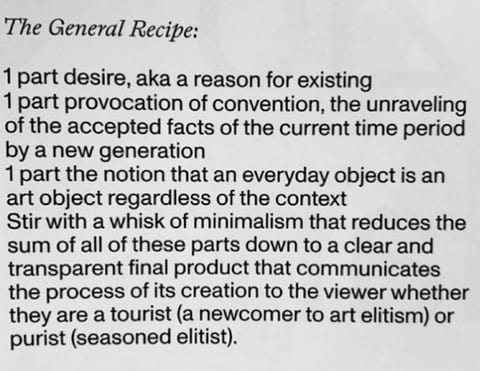 The General Recipe:
1 part desire, aka a reason for existing
1 part provocation of convention, the unraveling
of the accepted facts of the current time period
by a new generation
1 part the notion that an everyday object is an
art object regardless of the context
Stir with a whisk of minimalism that reduces the
sum of all of these parts down to a clear and
transparent final product that communicates
the process of its creation to the viewer whether
they are a tourist (a newcomer to art elitism) or
purist (seasoned elitist).